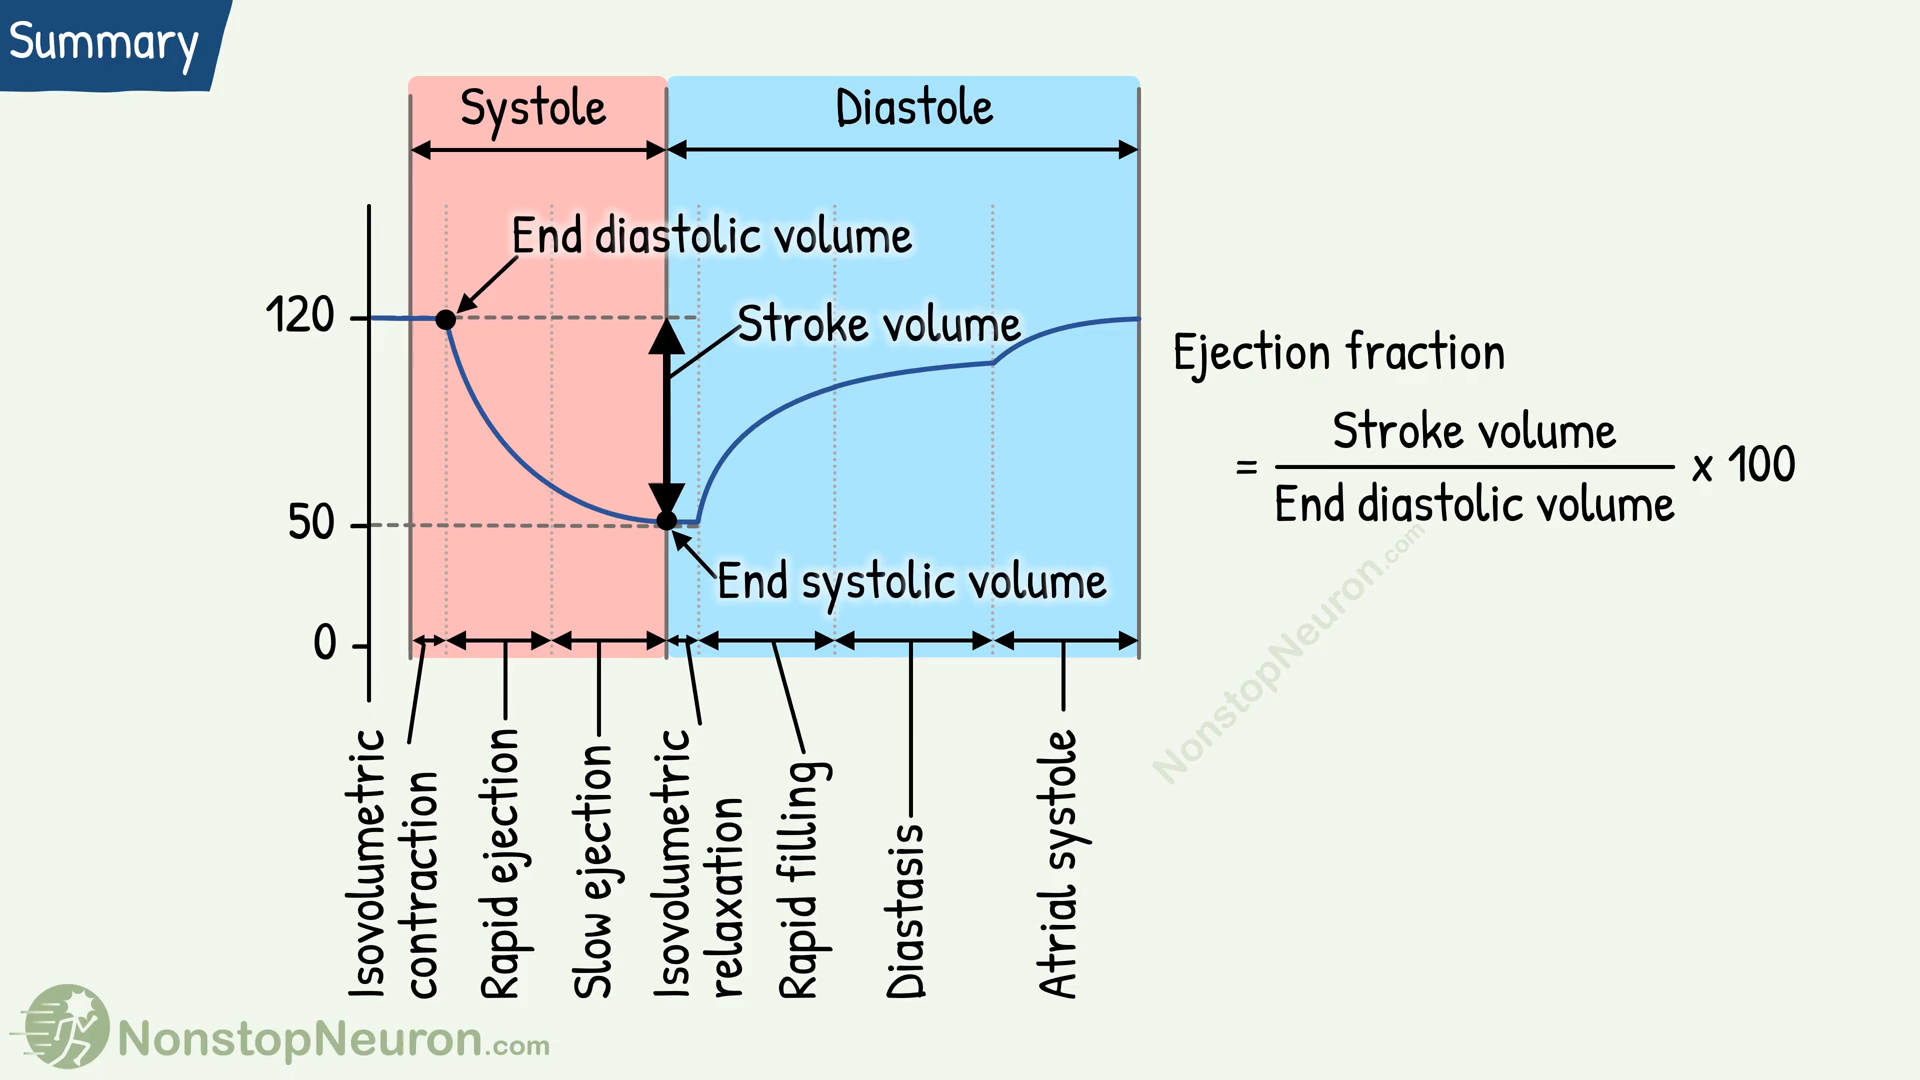 Summary
Systole
Diastole
End diastolic volume
120
Stroke volume
Ejection fraction
Stroke volume
= x 100
End diastolic volume
50
End systolic volume
0
Isovolumetric
contraction
Rapid ejection
Slow ejection
Isovolumetric
relaxation
Rapid filling
Diastasis
Atrial systole
NonstopNeuron.com
NonstopNeuron.com